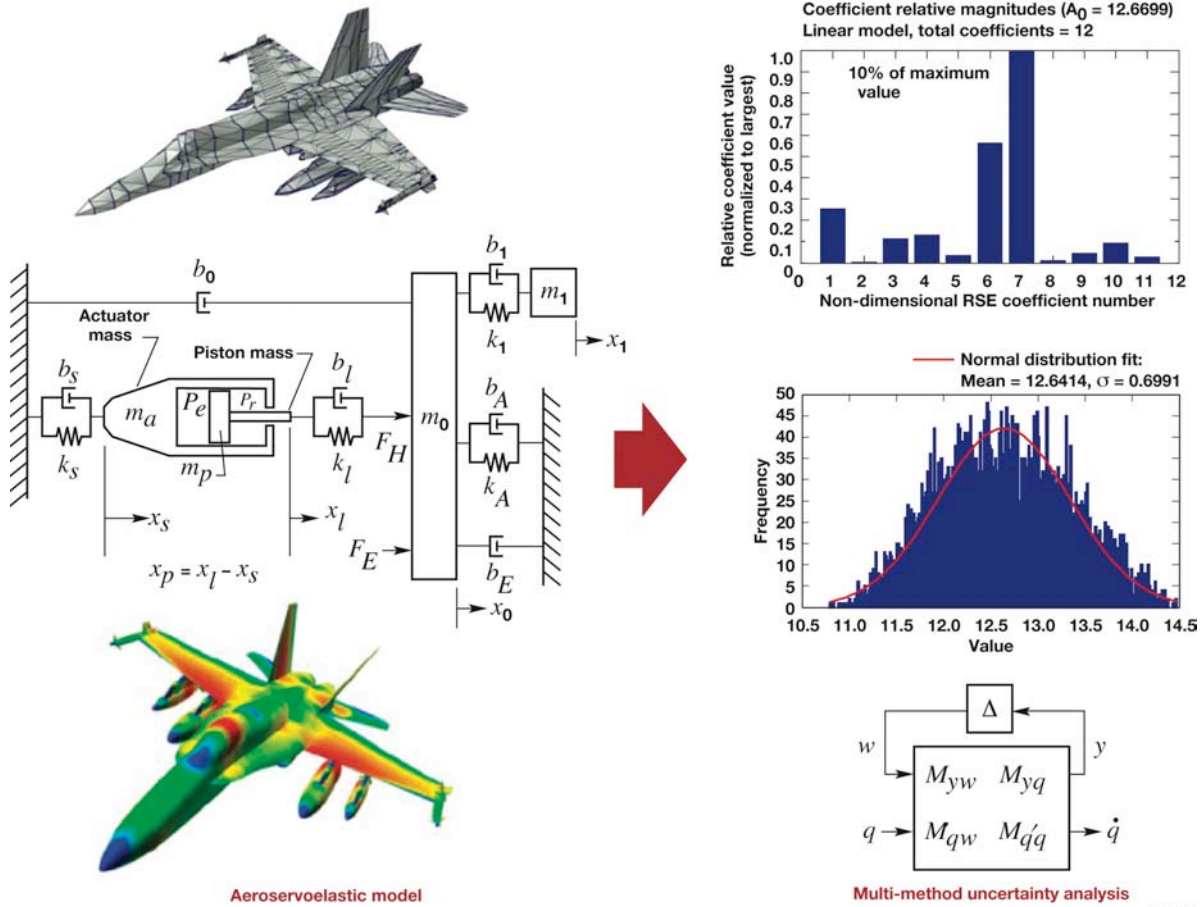 Coefficient relative magnitudes (A0 = 12.6699)
Linear model, total coefficients = 12
Relative coefficient value
(normalized to largest)
1.0
0.9
0.8
0.7
0.6
0.5
0.4
0.3
0.2
0.1
0
10% of maximum
value
0 1 2 3 4 5 6 7 8 9 10 11 12
Non-dimensional RSE coefficient number
b0
b1
m1
k1
x1
Actuator
mass
Piston mass
bs
ks
ma
Pe
Pr
mp
bl
kl
FH
m0
bA
kA
xs
xl
FE
bE
xp = xl − xs
x0
Normal distribution fit:
Mean = 12.6414, σ = 0.6991
Frequency
50
45
40
35
30
25
20
15
10
5
0
10.5 11.0 12.0 12.5 13.0 13.5 14.0 14.5
Value
Δ
w
y
Myw Myq
q
Mq̇w Mq̇q
q̇
Aeroservoelastic model
Multi-method uncertainty analysis